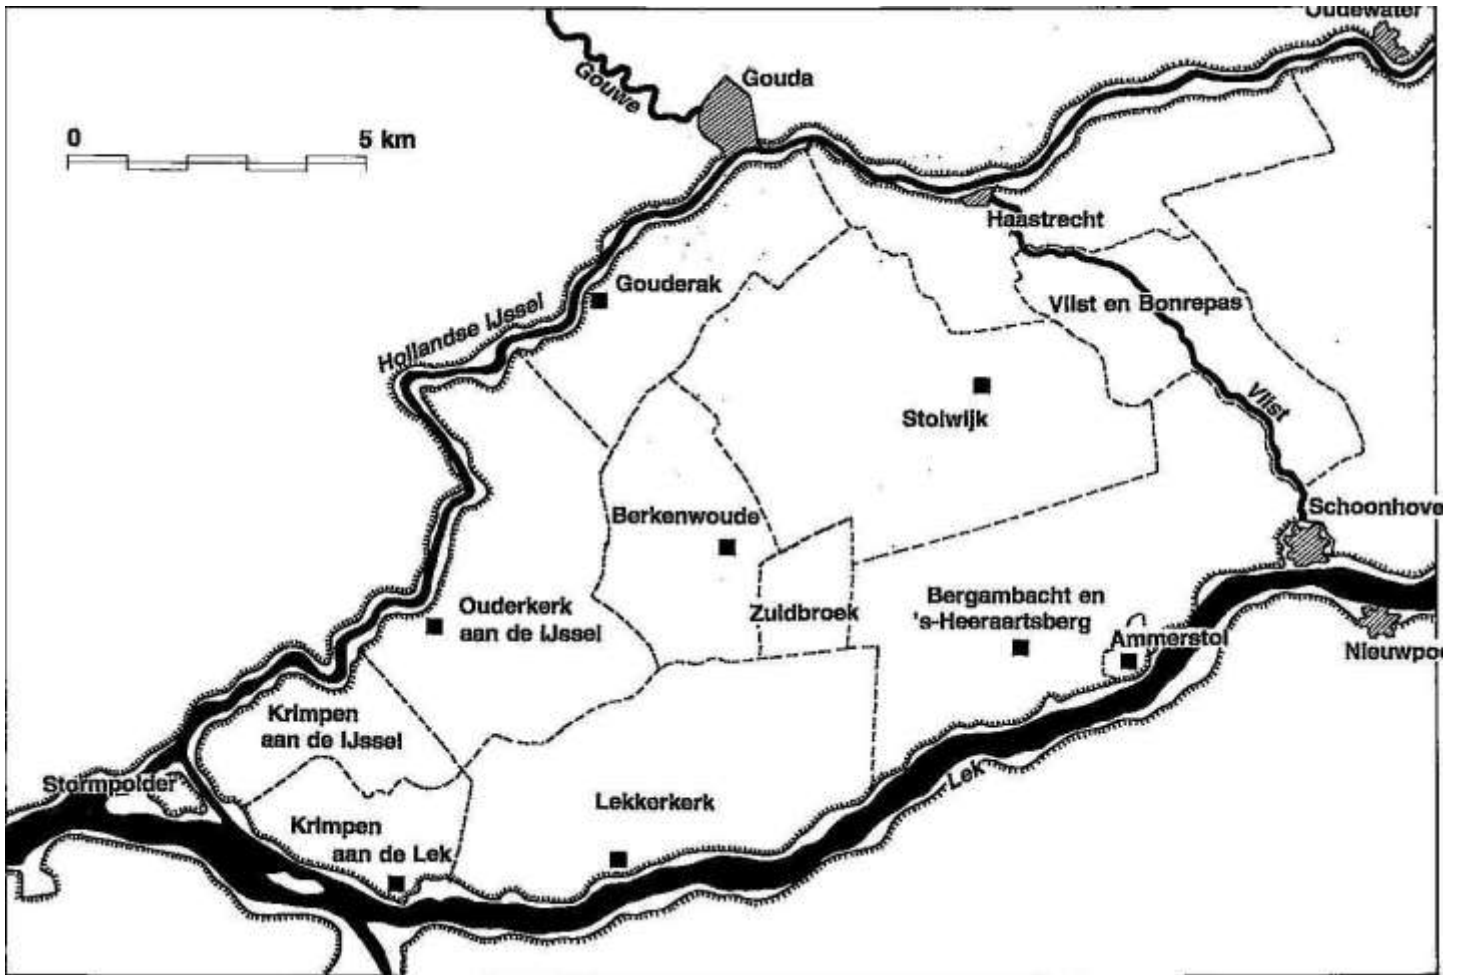 Oudewater
Gouda
Gouwe
0 5 km
Haastrecht
Gouderak
Vlist en Bonrepas
Hollandse IJssel
Vlist
Stolwijk
Schoonhove
Berkenwoude
Bergambacht en
's-Heeraartsberg
Ouderkerk
aan de IJssel
Zuidbroek
Ammerstol
Nieuwpoo
Krimpen
aan de IJssel
Stormpolder
Lek
Lekkerkerk
Krimpen
aan de Lek